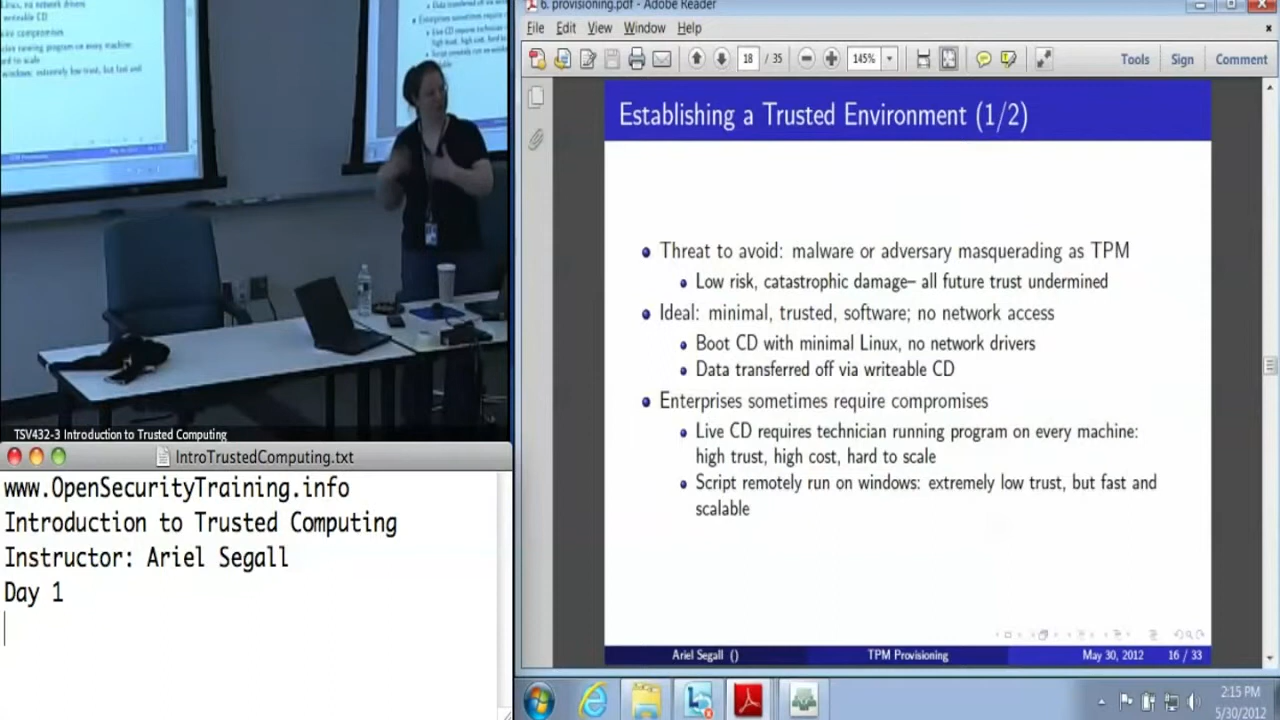 Linux, no network drivers
writeable CD
TSV432-3 Introduction to Trusted Computing
IntroTrustedComputing.txt
www.OpenSecurityTraining.info
Introduction to Trusted Computing
Instructor: Ariel Segall
Day 1
6. provisioning.pdf - Adobe Reader
File Edit View Window Help
18 / 35 145% Tools Sign Comment
Establishing a Trusted Environment (1/2)
Threat to avoid: malware or adversary masquerading as TPM
Low risk, catastrophic damage– all future trust undermined
Ideal: minimal, trusted, software; no network access
Boot CD with minimal Linux, no network drivers
Data transferred off via writeable CD
Enterprises sometimes require compromises
Live CD requires technician running program on every machine:
high trust, high cost, hard to scale
Script remotely run on windows: extremely low trust, but fast and
scalable
Ariel Segall () TPM Provisioning May 30, 2012 16 / 33
2:15 PM
5/30/2012